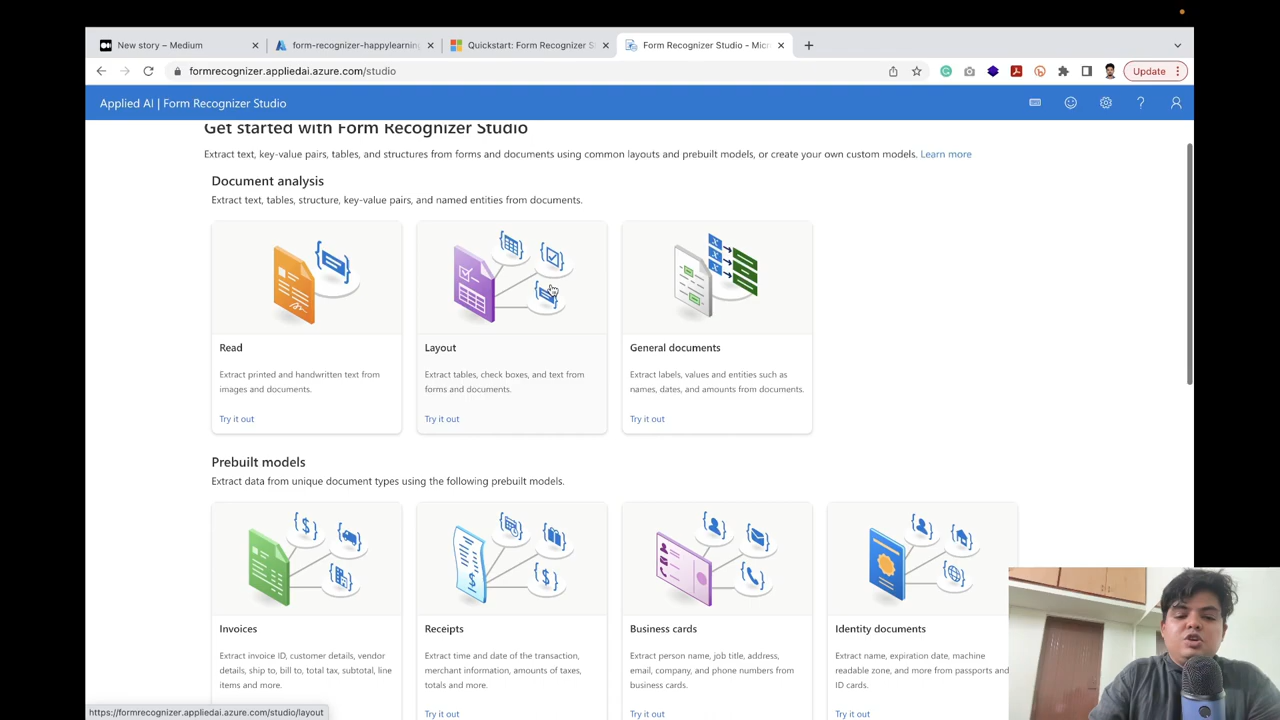 New story – Medium
form-recognizer-happylearning
Quickstart: Form Recognizer S
Form Recognizer Studio - Micr
formrecognizer.appliedai.azure.com/studio
Update
Applied AI | Form Recognizer Studio
Get started with Form Recognizer Studio
Extract text, key-value pairs, tables, and structures from forms and documents using common layouts and prebuilt models, or create your own custom models. Learn more
Document analysis
Extract text, tables, structure, key-value pairs, and named entities from documents.
Read
Extract printed and handwritten text from
images and documents.
Try it out
Layout
Extract tables, check boxes, and text from
forms and documents.
Try it out
General documents
Extract labels, values and entities such as
names, dates, and amounts from documents.
Try it out
Prebuilt models
Extract data from unique document types using the following prebuilt models.
Invoices
Extract invoice ID, customer details, vendor
details, ship to, bill to, total tax, subtotal, line
items and more.
Receipts
Extract time and date of the transaction,
merchant information, amounts of taxes,
totals and more.
Try it out
Business cards
Extract person name, job title, address,
email, company, and phone numbers from
business cards.
Try it out
Identity documents
Extract name, expiration date, machine
readable zone, and more from passports and
ID cards.
Try it out
https://formrecognizer.appliedai.azure.com/studio/layout